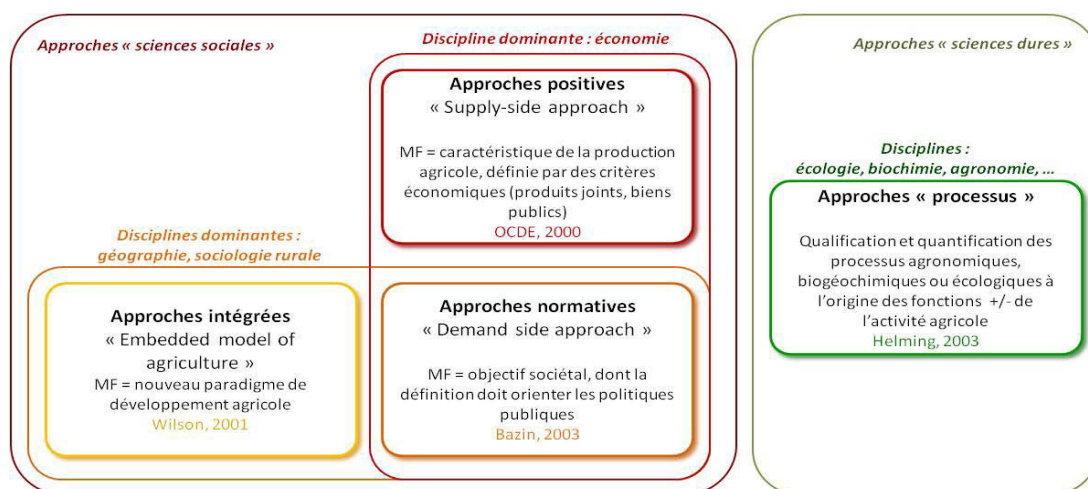 Approches « sciences sociales »
Discipline dominante : économie
Approches positives
« Supply-side approach »
MF = caractéristique de la production
agricole, définie par des critères
économiques (produits joints, biens
publics)
OCDE, 2000
Disciplines dominantes :
géographie, sociologie rurale
Approches intégrées
« Embedded model of
agriculture »
MF = nouveau paradigme de
développement agricole
Wilson, 2001
Approches normatives
« Demand side approach »
MF = objectif sociétal, dont la
définition doit orienter les politiques
publiques
Bazin, 2003
Approches « sciences dures »
Disciplines :
écologie, biochimie, agronomie, ...
Approches « processus »
Qualification et quantification des
processus agronomiques,
biogéochimiques ou écologiques à
l'origine des fonctions +/- de
l'activité agricole
Helming, 2003